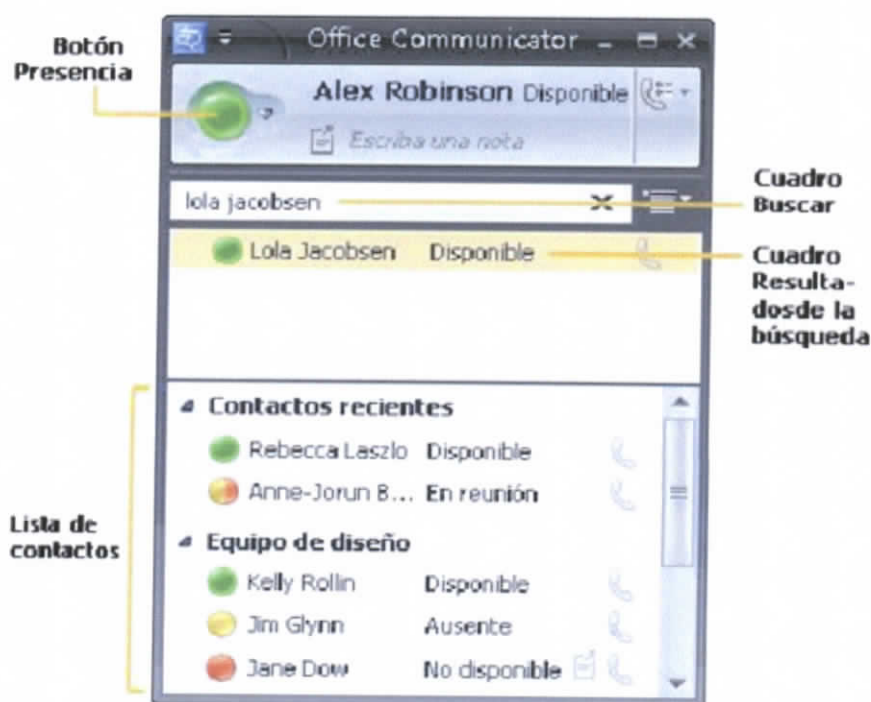 Botón
Presencia
Office Communicator
Alex Robinson Disponible
Escriba una nota
lola jacobsen
Cuadro
Buscar
Lola Jacobsen Disponible
Cuadro
Resulta-
dosde la
búsqueda
Contactos recientes
Rebecca Laszlo Disponible
Anne-Jorun B... En reunión
Lista de
contactos
Equipo de diseño
Kelly Rollin Disponible
Jim Glynn Ausente
Jane Dow No disponible